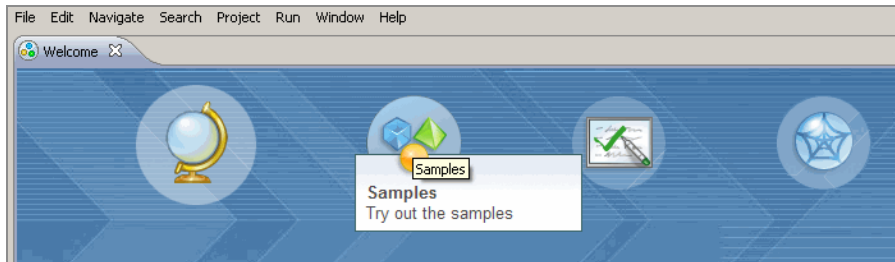 File Edit Navigate Search Project Run Window Help
Welcome
Samples
Samples
Try out the samples